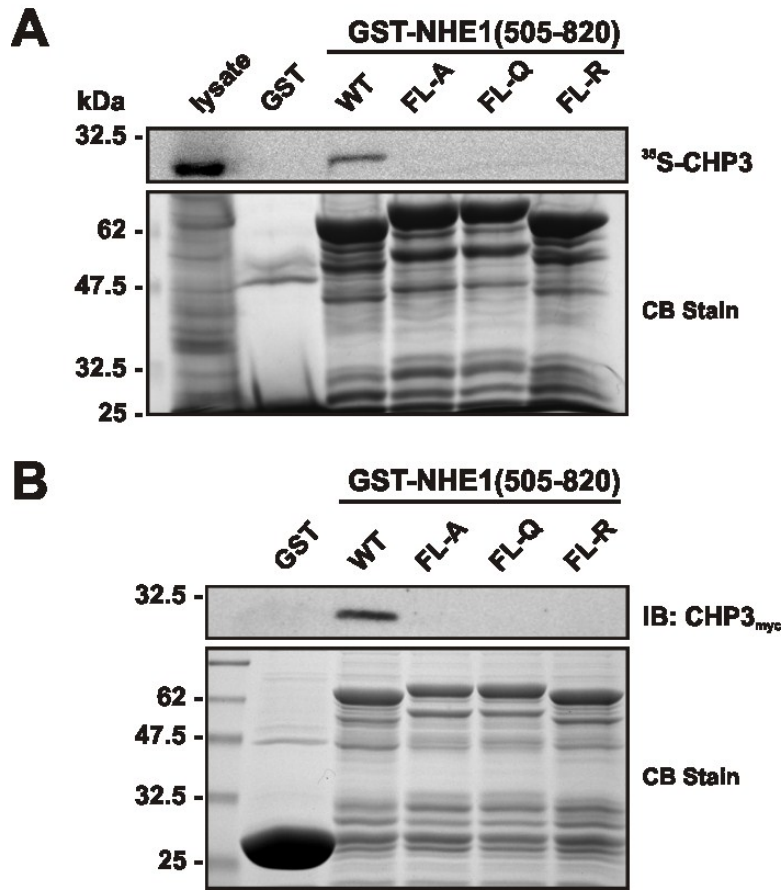 A
GST-NHE1(505-820)
lysate GST WT FL-A FL-Q FL-R
kDa
32.5 -
³⁵S-CHP3
62 -
47.5 -
CB Stain
32.5 -
25 -
B
GST-NHE1(505-820)
GST WT FL-A FL-Q FL-R
32.5 -
IB: CHP3myc
62 -
47.5 -
CB Stain
32.5 -
25 -